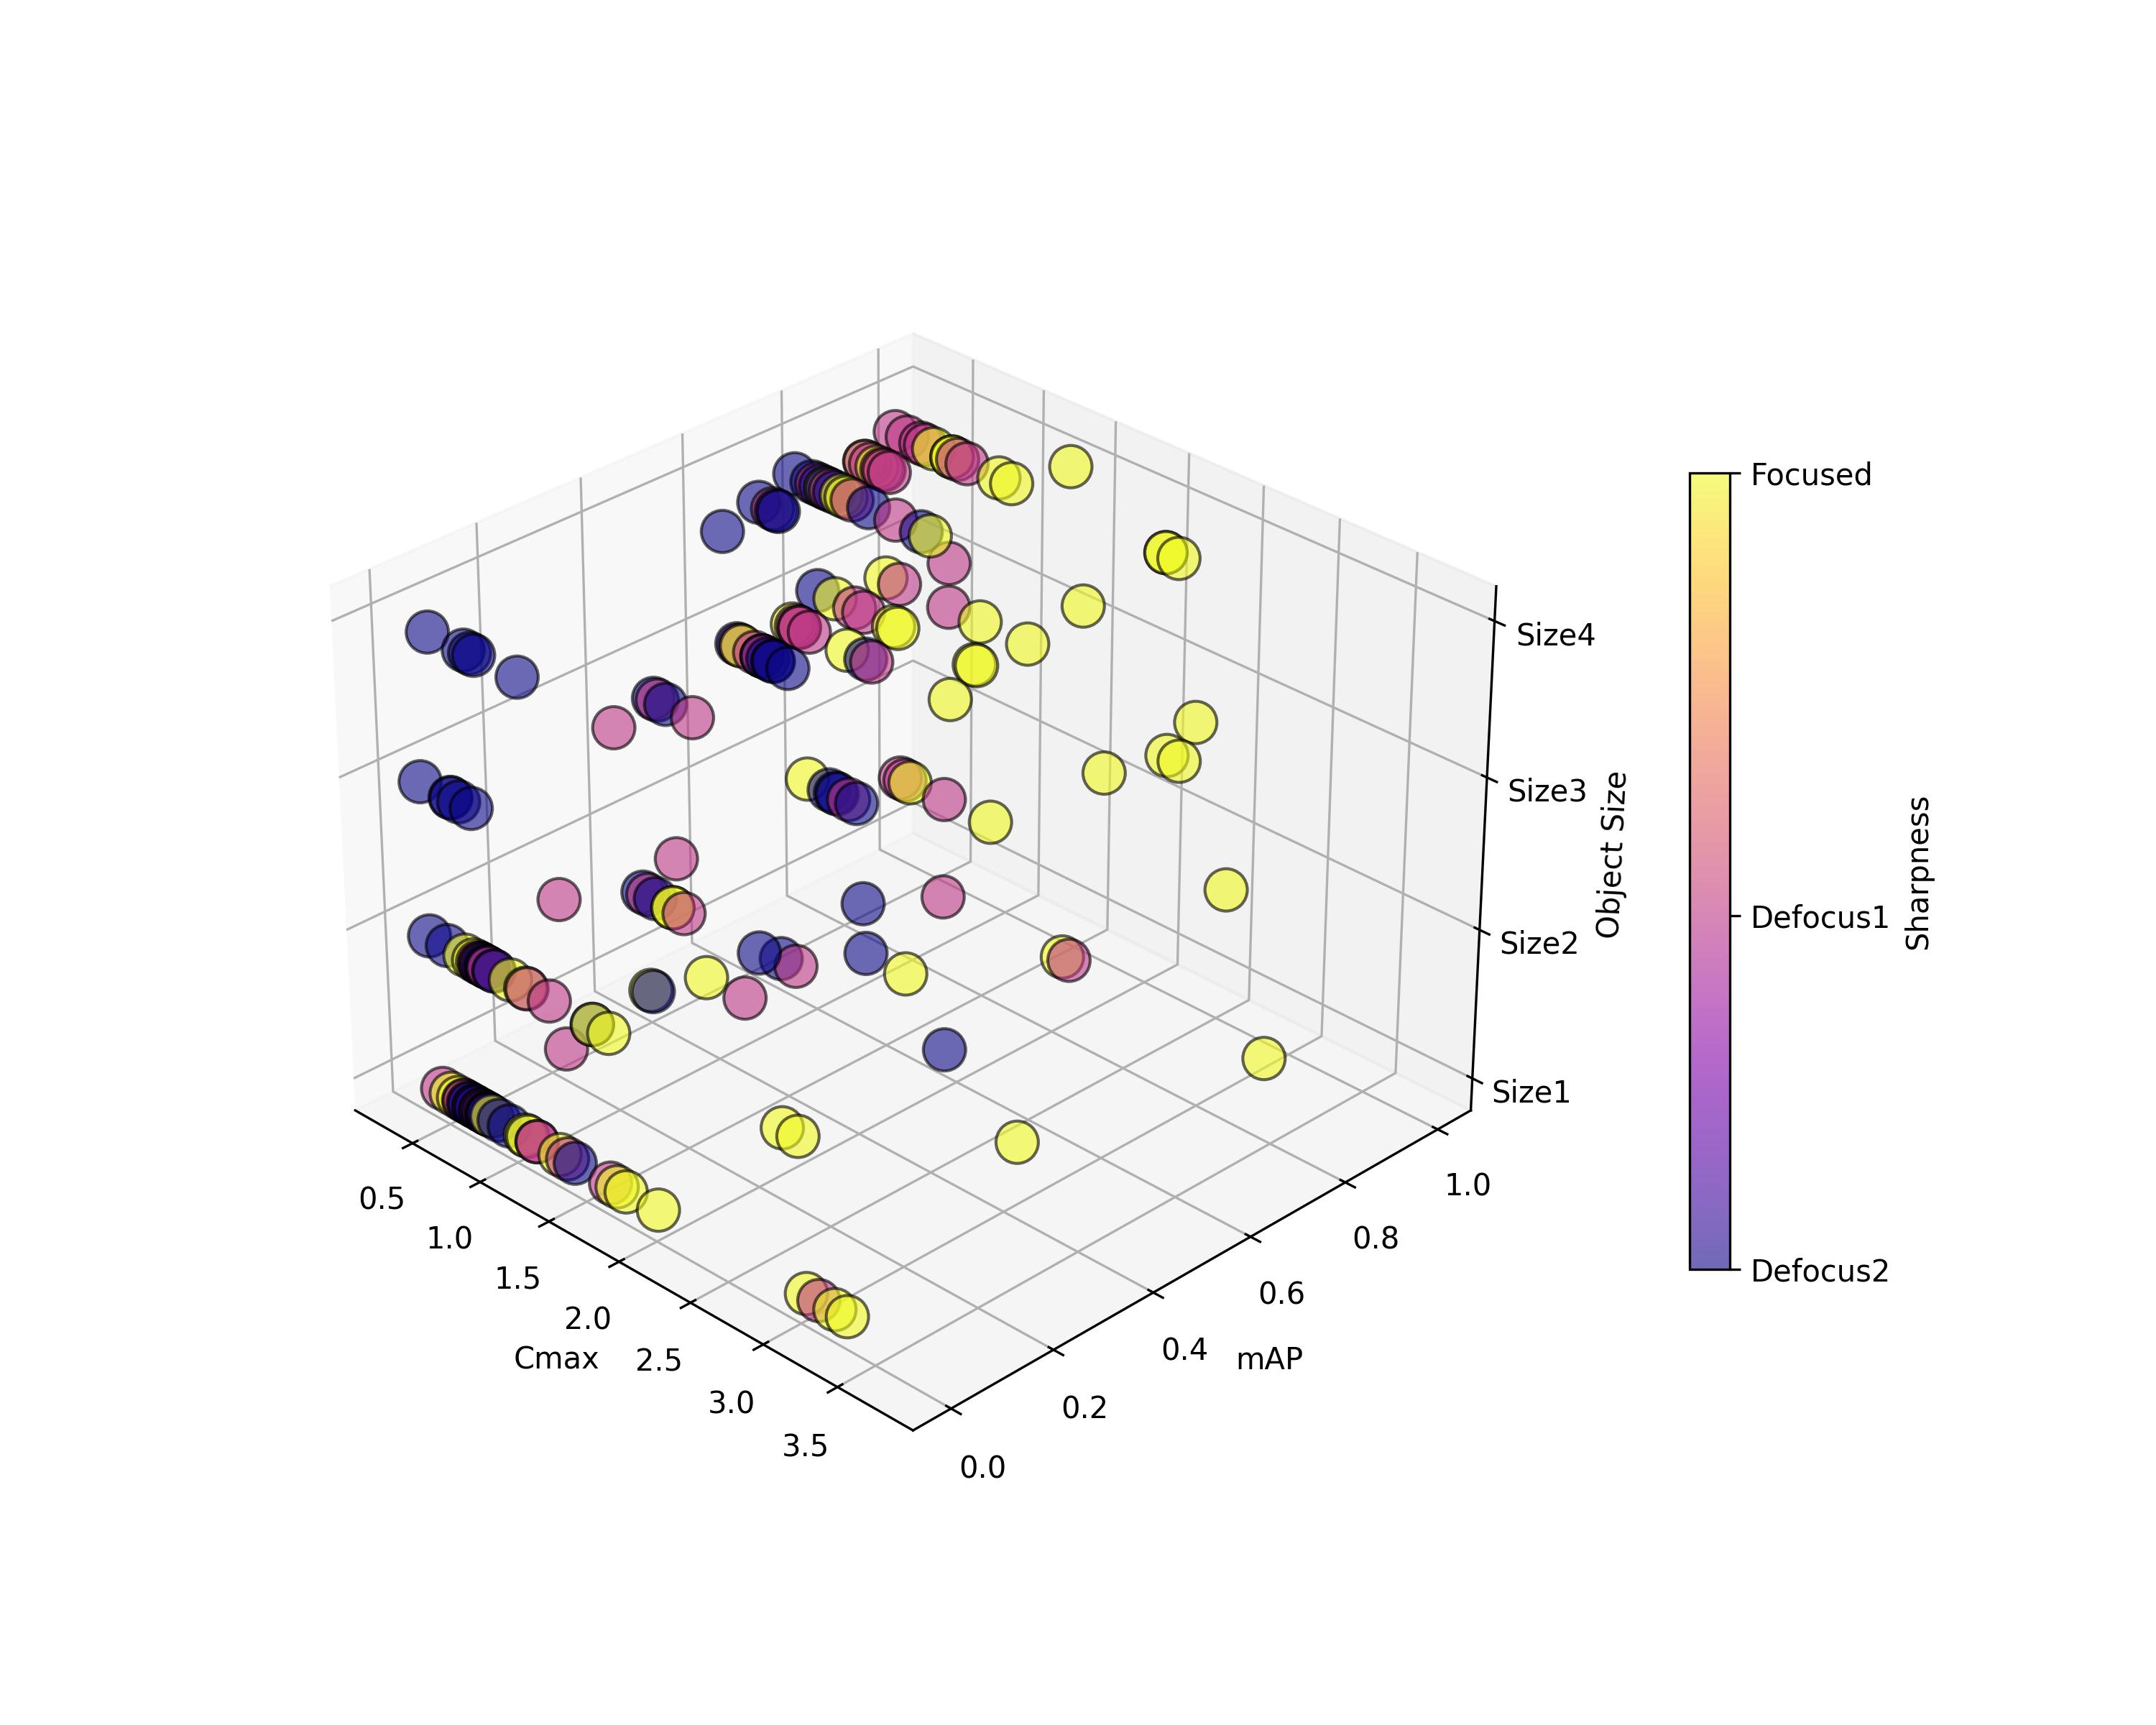 Focused
Defocus1
Defocus2
Sharpness
Size4
Size3
Size2
Size1
Object Size
0.5
1.0
1.5
2.0
2.5
3.0
3.5
Cmax
0.0
0.2
0.4
0.6
0.8
1.0
mAP